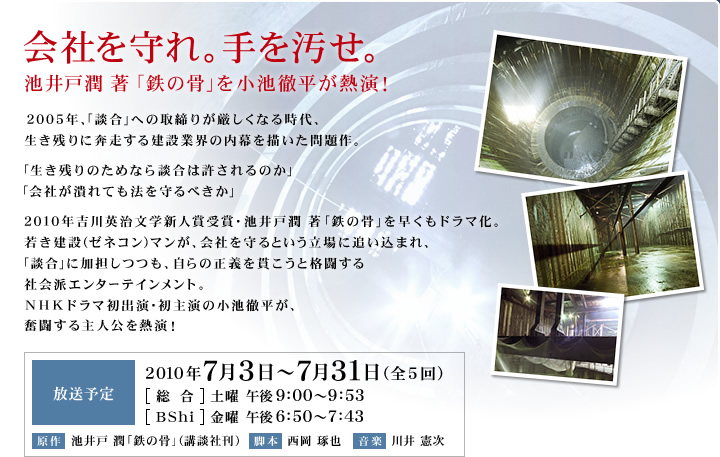 会社を守れ。手を汚せ。
池井戸潤 著「鉄の骨」を小池徹平が熱演！
2005年、「談合」への取締りが厳しくなる時代、
生き残りに奔走する建設業界の内幕を描いた問題作。
「生き残りのためなら談合は許されるのか」
「会社が潰れても法を守るべきか」
2010年吉川英治文学新人賞受賞・池井戸潤 著「鉄の骨」を早くもドラマ化。
若き建設（ゼネコン）マンが、会社を守るという立場に追い込まれ、
「談合」に加担しつつも、自らの正義を貫こうと格闘する
社会派エンターテインメント。
NHKドラマ初出演・初主演の小池徹平が、
奮闘する主人公を熱演！
放送予定
2010年7月3日～7月31日（全5回）
［総合］土曜 午後9:00～9:53
［BShi］金曜 午後6:50～7:43
原作 池井戸 潤「鉄の骨」（講談社刊） 脚本 西岡 琢也 音楽 川井 憲次